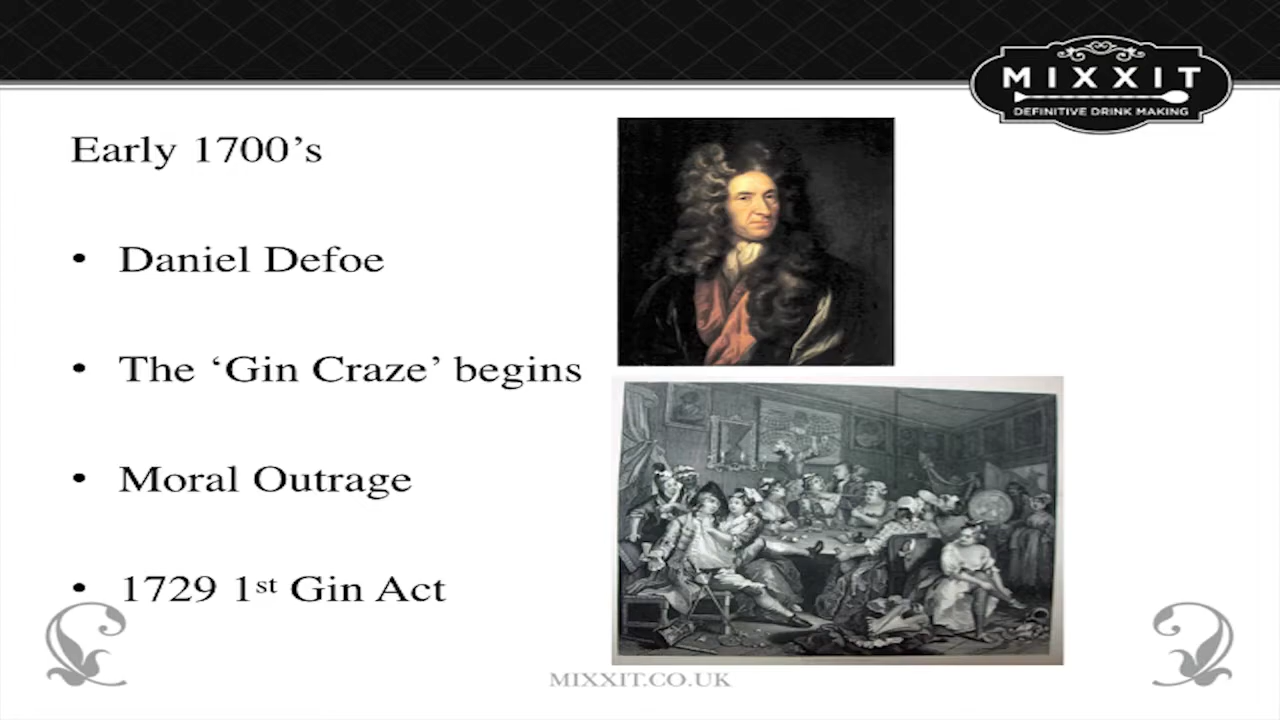 MIXXIT
DEFINITIVE DRINK MAKING
Early 1700’s
• Daniel Defoe
• The ‘Gin Craze’ begins
• Moral Outrage
• 1729 1st Gin Act
MIXXIT.CO.UK